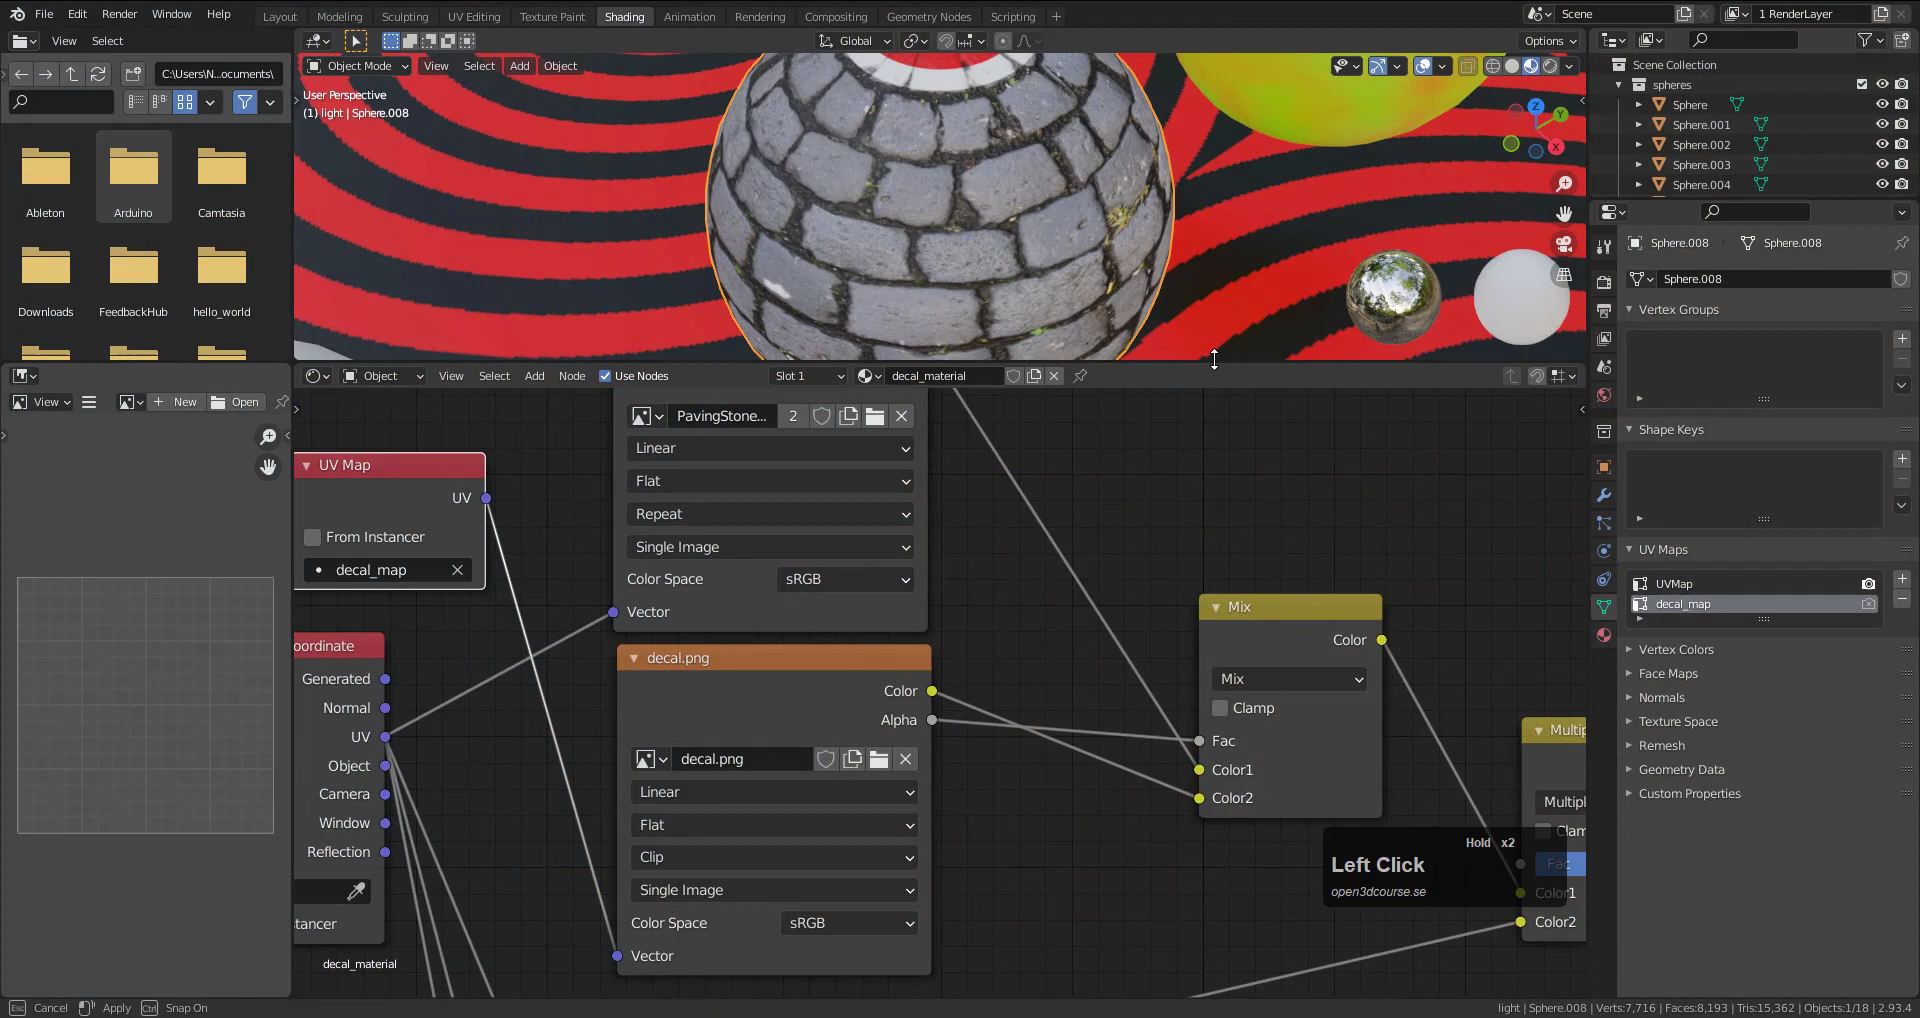 File Edit Render Window Help Layout Modeling Sculpting UV Editing Texture Paint Shading Animation Rendering Compositing Geometry Nodes Scripting + Scene 1 RenderLayer
View Select Global Options
C:\Users\N...ocuments\
Object Mode View Select Add Object
User Perspective
(1) light | Sphere.008
Z
Y
X
Ableton Arduino Camtasia
Downloads FeedbackHub hello_world
Scene Collection
spheres
Sphere
Sphere.001
Sphere.002
Sphere.003
Sphere.004
Sphere.008 Sphere.008
Sphere.008
Vertex Groups
Shape Keys
UV Maps
UVMap
decal_map
Vertex Colors
Face Maps
Normals
Texture Space
Remesh
Geometry Data
Custom Properties
Object View Select Add Node Use Nodes Slot 1 decal_material
View New Open
PavingStone... 2
Linear
Flat
Repeat
Single Image
Color Space sRGB
Vector
UV Map
UV
From Instancer
decal_map
oordinate
Generated
Normal
UV
Object
Camera
Window
Reflection
stancer
decal.png
Color
Alpha
decal.png
Linear
Flat
Clip
Single Image
Color Space sRGB
Vector
Mix
Color
Mix
Clamp
Fac
Color1
Color2
Multip
Multipl
Clam
Fac
Color1
Color2
Hold x2
Left Click
open3dcourse.se
decal_material
Esc Cancel Apply Ctrl Snap On light | Sphere.008 | Verts:7,716 | Faces:8,193 | Tris:15,362 | Objects:1/18 | 2.93.4